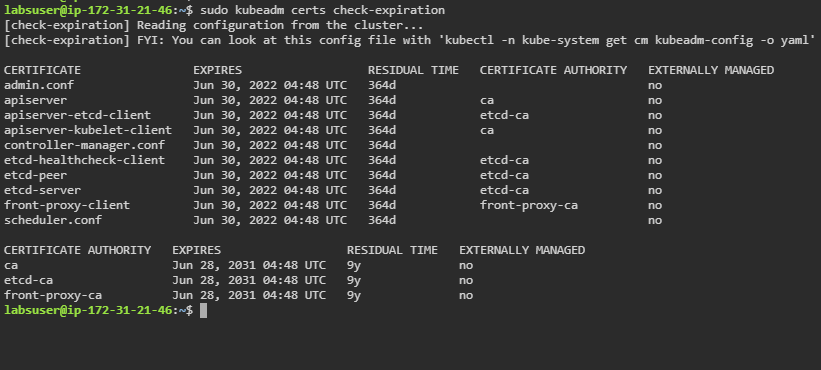 labsuser@ip-172-31-21-46:~$ sudo kubeadm certs check-expiration
[check-expiration] Reading configuration from the cluster...
[check-expiration] FYI: You can look at this config file with 'kubectl -n kube-system get cm kubeadm-config -o yaml'

CERTIFICATE                EXPIRES                  RESIDUAL TIME   CERTIFICATE AUTHORITY   EXTERNALLY MANAGED
admin.conf                 Jun 30, 2022 04:48 UTC   364d                                    no
apiserver                  Jun 30, 2022 04:48 UTC   364d            ca                      no
apiserver-etcd-client      Jun 30, 2022 04:48 UTC   364d            etcd-ca                 no
apiserver-kubelet-client   Jun 30, 2022 04:48 UTC   364d            ca                      no
controller-manager.conf    Jun 30, 2022 04:48 UTC   364d                                    no
etcd-healthcheck-client    Jun 30, 2022 04:48 UTC   364d            etcd-ca                 no
etcd-peer                  Jun 30, 2022 04:48 UTC   364d            etcd-ca                 no
etcd-server                Jun 30, 2022 04:48 UTC   364d            etcd-ca                 no
front-proxy-client         Jun 30, 2022 04:48 UTC   364d            front-proxy-ca          no
scheduler.conf             Jun 30, 2022 04:48 UTC   364d                                    no

CERTIFICATE AUTHORITY   EXPIRES                  RESIDUAL TIME   EXTERNALLY MANAGED
ca                      Jun 28, 2031 04:48 UTC   9y              no
etcd-ca                 Jun 28, 2031 04:48 UTC   9y              no
front-proxy-ca          Jun 28, 2031 04:48 UTC   9y              no
labsuser@ip-172-31-21-46:~$